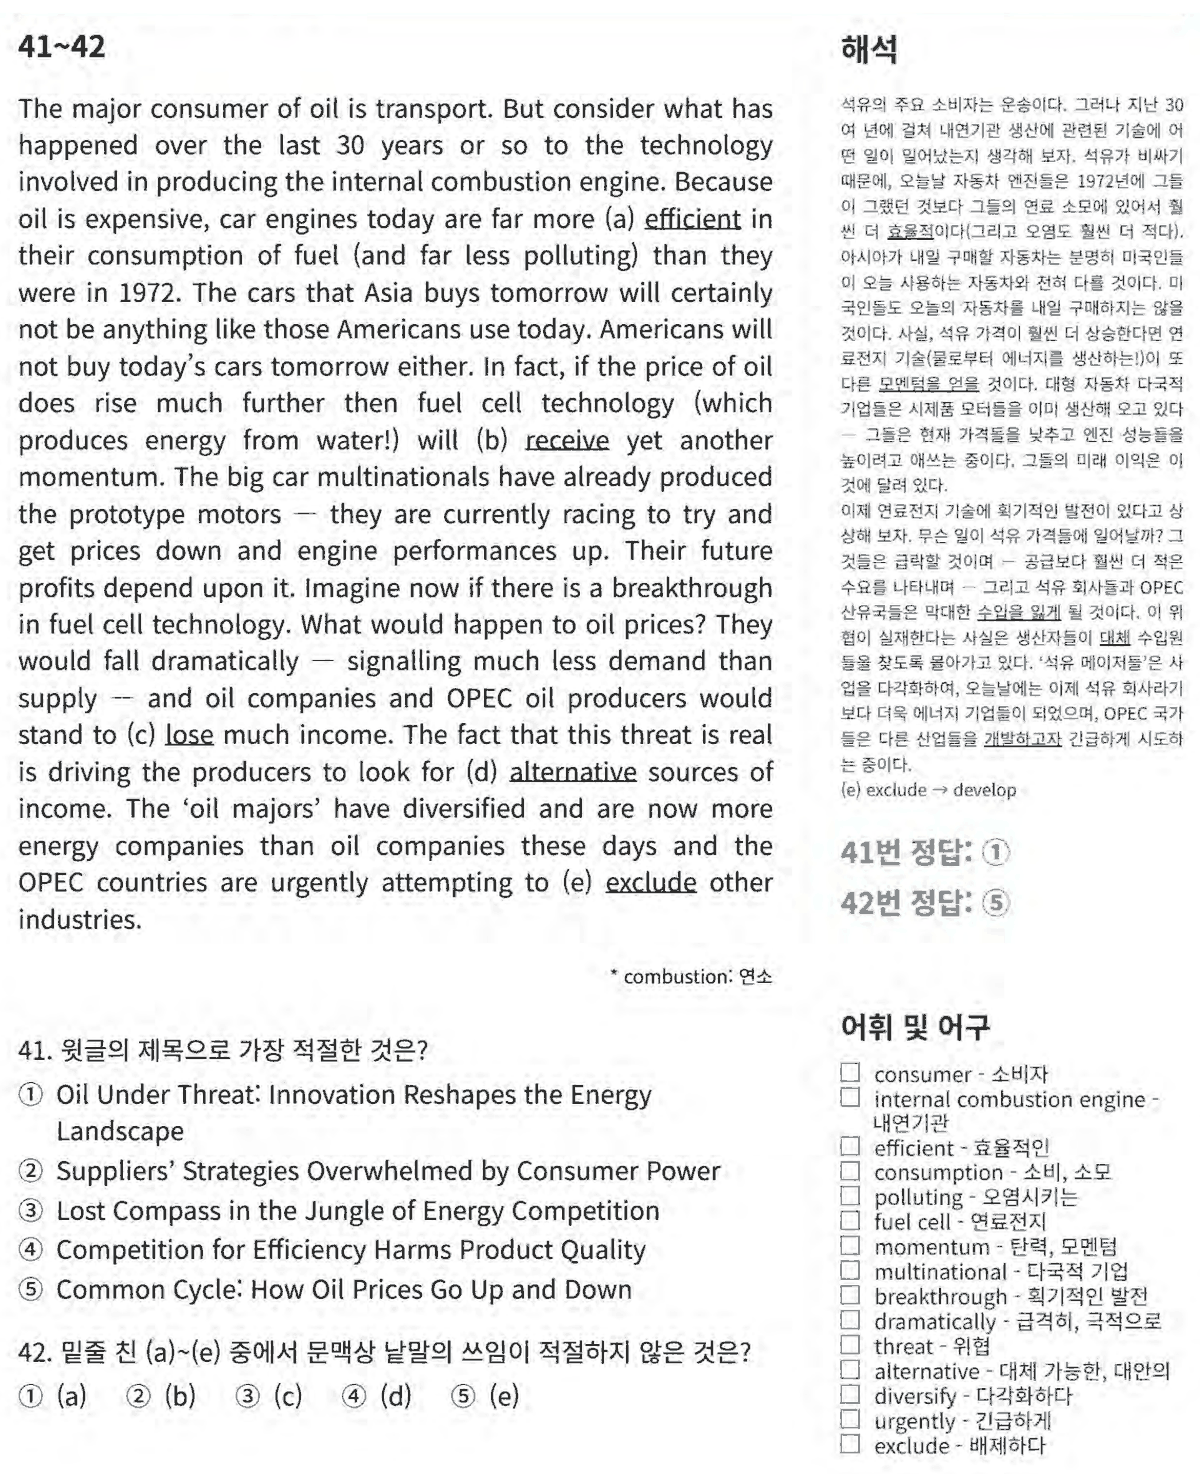 41~42
The major consumer of oil is transport. But consider what has
happened over the last 30 years or so to the technology
involved in producing the internal combustion engine. Because
oil is expensive, car engines today are far more (a) efficient in
their consumption of fuel (and far less polluting) than they
were in 1972. The cars that Asia buys tomorrow will certainly
not be anything like those Americans use today. Americans will
not buy today's cars tomorrow either. In fact, if the price of oil
does rise much further then fuel cell technology (which
produces energy from water!) will (b) receive yet another
momentum. The big car multinationals have already produced
the prototype motors — they are currently racing to try and
get prices down and engine performances up. Their future
profits depend upon it. Imagine now if there is a breakthrough
in fuel cell technology. What would happen to oil prices? They
would fall dramatically — signalling much less demand than
supply — and oil companies and OPEC oil producers would
stand to (c) lose much income. The fact that this threat is real
is driving the producers to look for (d) alternative sources of
income. The 'oil majors' have diversified and are now more
energy companies than oil companies these days and the
OPEC countries are urgently attempting to (e) exclude other
industries.
* combustion: 연소
41. 윗글의 제목으로 가장 적절한 것은?
① Oil Under Threat: Innovation Reshapes the Energy
Landscape
② Suppliers' Strategies Overwhelmed by Consumer Power
③ Lost Compass in the Jungle of Energy Competition
④ Competition for Efficiency Harms Product Quality
⑤ Common Cycle: How Oil Prices Go Up and Down
42. 밑줄 친 (a)~(e) 중에서 문맥상 낱말의 쓰임이 적절하지 않은 것은?
① (a) ② (b) ③ (c) ④ (d) ⑤ (e)
해석
석유의 주요 소비자는 운송이다. 그러나 지난 30
여 년에 걸쳐 내연기관 생산에 관련된 기술에 어
떤 일이 일어났는지 생각해 보자. 석유가 비싸기
때문에, 오늘날 자동차 엔진들은 1972년에 그들
이 그랬던 것보다 그들의 연료 소모에 있어서 훨
씬 더 효율적이다(그리고 오염도 훨씬 더 적다).
아시아가 내일 구매할 자동차는 분명히 미국인들
이 오늘 사용하는 자동차와 전혀 다를 것이다. 미
국인들도 오늘의 자동차를 내일 구매하지는 않을
것이다. 사실, 석유 가격이 훨씬 더 상승한다면 연
료전지 기술(물로부터 에너지를 생산하는!)이 또
다른 모멘텀을 얻을 것이다. 대형 자동차 다국적
기업들은 시제품 모터들을 이미 생산해 오고 있다
— 그들은 현재 가격들을 낮추고 엔진 성능들을
높이려고 애쓰는 중이다. 그들의 미래 이익은 이
것에 달려 있다.
이제 연료전지 기술에 획기적인 발전이 있다고 상
상해 보자. 무슨 일이 석유 가격들에 일어날까? 그
것들은 급락할 것이며 — 공급보다 훨씬 더 적은
수요를 나타내며 — 그리고 석유 회사들과 OPEC
산유국들은 막대한 수입을 잃게 될 것이다. 이 위
협이 실재한다는 사실은 생산자들이 대체 수입원
들을 찾도록 몰아가고 있다. '석유 메이저들'은 사
업을 다각화하여, 오늘날에는 이제 석유 회사라기
보다 더욱 에너지 기업들이 되었으며, OPEC 국가
들은 다른 산업들을 개발하고자 긴급하게 시도하
는 중이다.
(e) exclude → develop
41번 정답: ①
42번 정답: ⑤
어휘 및 어구
□ consumer - 소비자
□ internal combustion engine -
내연기관
□ efficient - 효율적인
□ consumption - 소비, 소모
□ polluting - 오염시키는
□ fuel cell - 연료전지
□ momentum - 탄력, 모멘텀
□ multinational - 다국적 기업
□ breakthrough - 획기적인 발전
□ dramatically - 급격히, 극적으로
□ threat - 위협
□ alternative - 대체 가능한, 대안의
□ diversify - 다각화하다
□ urgently - 긴급하게
□ exclude - 배제하다